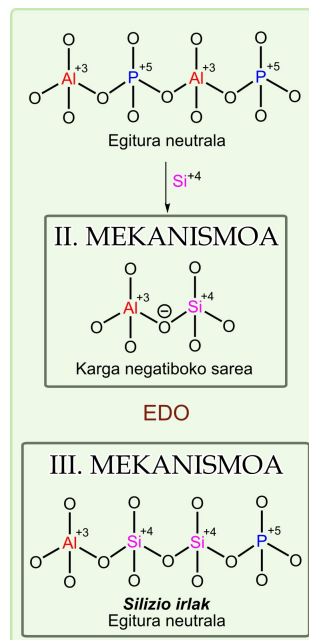 O O O O
Al+3 P+5 Al+3 P+5
O O O O O
O O O O
Egitura neutrala
Si+4
II. MEKANISMOA
O O
Al+3 ⊖ Si+4
O O O
O O
Karga negatiboko sarea
EDO
III. MEKANISMOA
O O O O
Al+3 Si+4 Si+4 P+5
O O O O O
O O O O
Silizio irlak
Egitura neutrala